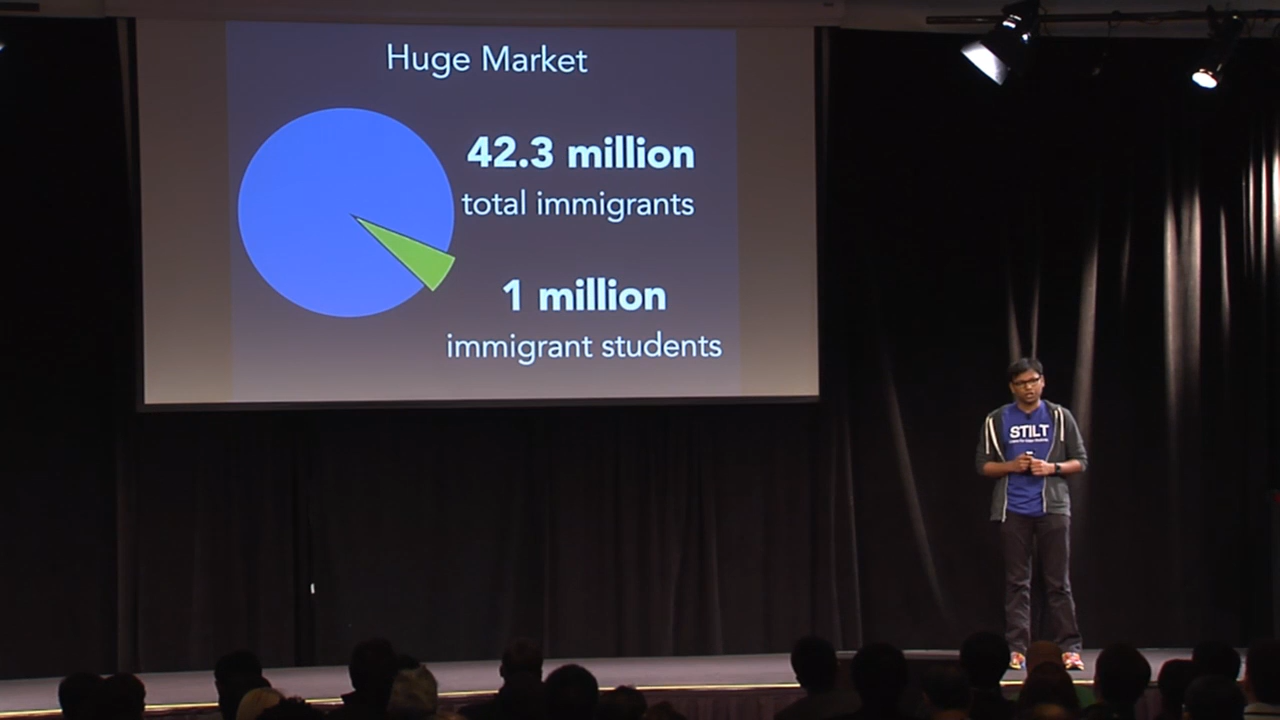 Huge Market
42.3 million
total immigrants
1 million
immigrant students
STILT